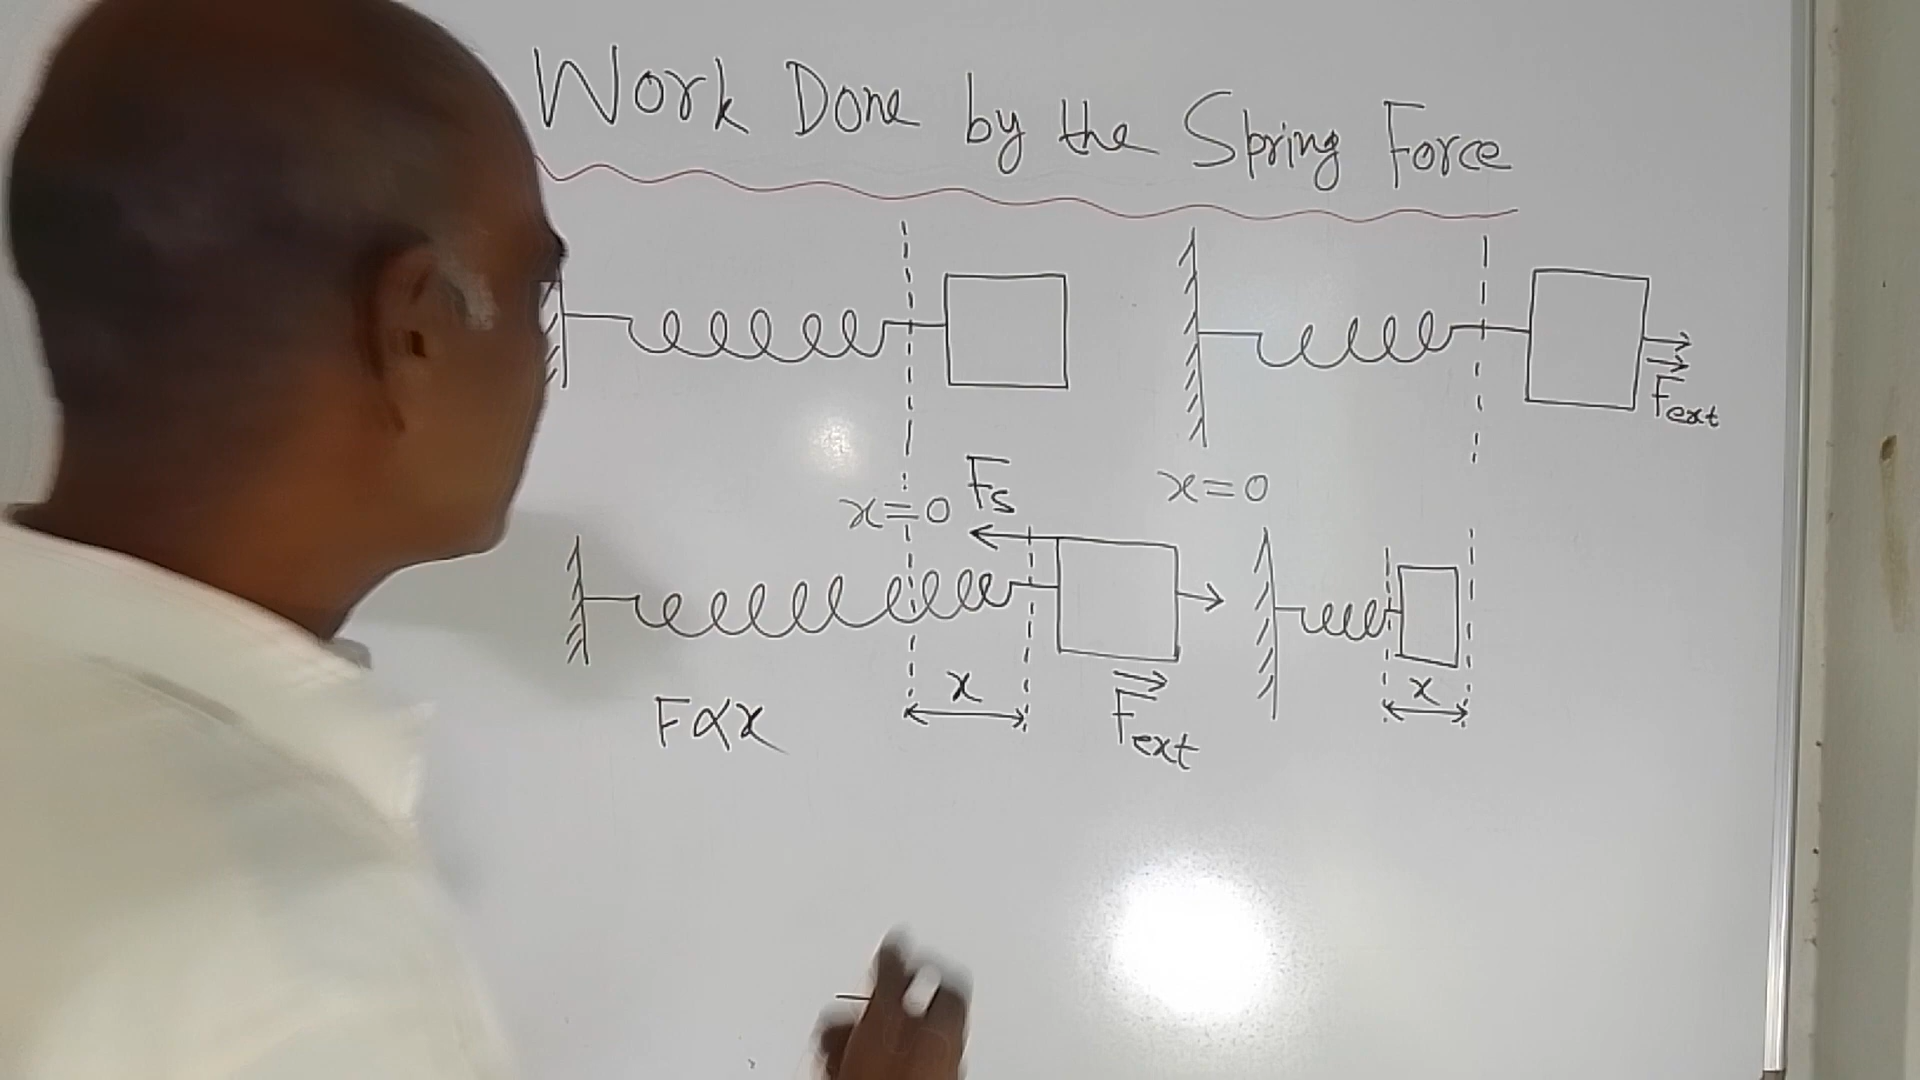 Work Done by the Spring Force
Fext
x=0
Fs
x=0
x
x
F∝x
Fext